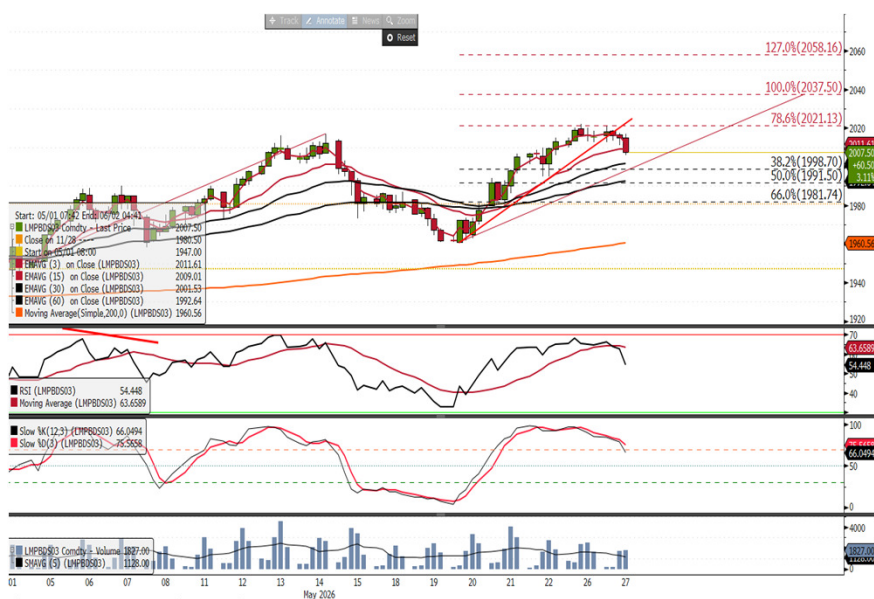 Track Annotate News Zoom
Reset
127.0%(2058.16)
100.0%(2037.50)
78.6%(2021.13)
38.2%(1998.70)
50.0%(1991.50)
66.0%(1981.74)
2060
2040
2020
2011.61
2007.50
+60.50
3.11%
1980
1960.56
1940
1920
Start: 05/01 07:42 End: 06/02 04:41
LMPBDS03 Comdty - Last Price 2007.50
Close on 11/28 ---- 1980.50
Start on 05/01 08:00 1947.00
EMAVG (3) on Close (LMPBDS03) 2011.61
EMAVG (15) on Close (LMPBDS03) 2009.01
EMAVG (30) on Close (LMPBDS03) 2001.53
EMAVG (60) on Close (LMPBDS03) 1992.64
Moving Average(Simple,200,0) (LMPBDS03) 1960.56
70
63.6589
54.448
40
RSI (LMPBDS03) 54.448
Moving Average (LMPBDS03) 63.6589
100
75.5658
66.0494
50
0
Slow %K(12,3) (LMPBDS03) 66.0494
Slow %D(3) (LMPBDS03) 75.5658
4000
1827.00
1128.00
0
LMPBDS03 Comdty - Volume 1827.00
SMAVG (5) (LMPBDS03) 1128.00
01 05 06 07 08 11 12 13 14 15 18 19 20 21 22 25 26 27
May 2026